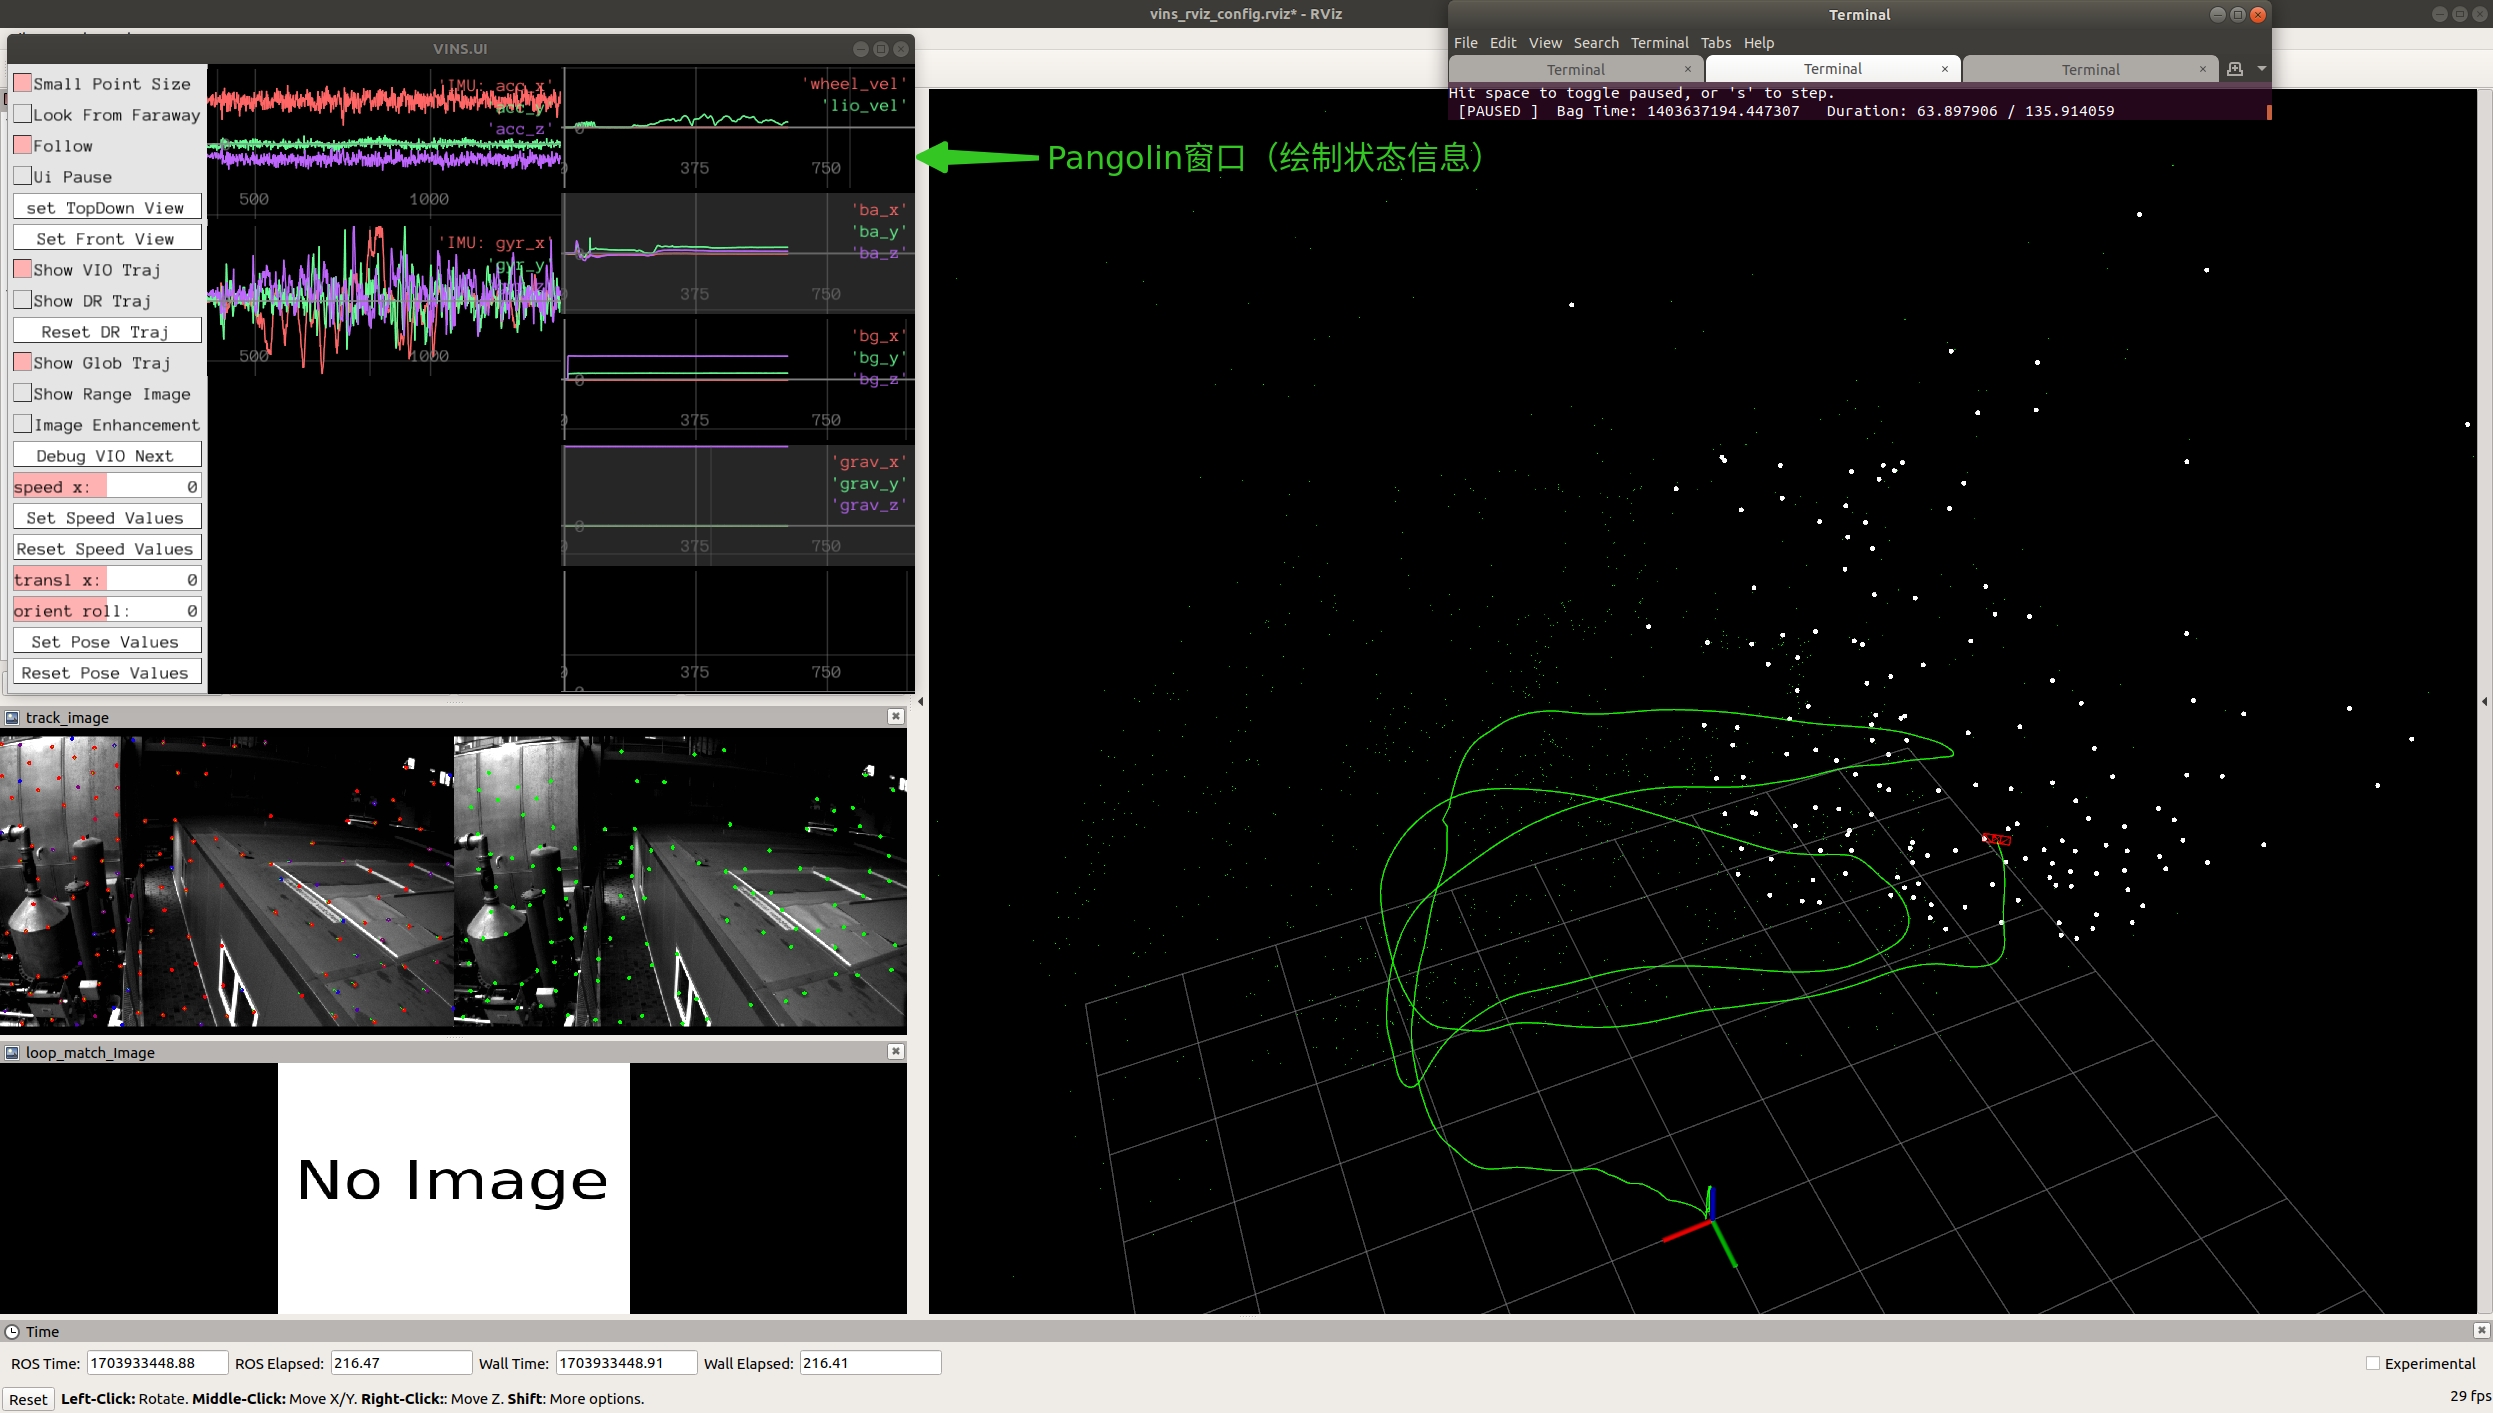 vins_rviz_config.rviz* - RViz
Terminal
File Edit View Search Terminal Tabs Help
Terminal
Terminal
Terminal
Hit space to toggle paused, or 's' to step.
[PAUSED ] Bag Time: 1403637194.447307 Duration: 63.897906 / 135.914059
VINS.UI
Small Point Size
Look From Faraway
Follow
Ui Pause
set TopDown View
Set Front View
Show VIO Traj
Show DR Traj
Reset DR Traj
Show Glob Traj
Show Range Image
Image Enhancement
Debug VIO Next
speed x: 0
Set Speed Values
Reset Speed Values
transl x: 0
orient roll: 0
Set Pose Values
Reset Pose Values
'IMU: acc_x'
'acc_y'
'acc_z'
500 1000
'IMU: gyr_x'
'gyr_y'
500 1000
'wheel_vel'
'lio_vel'
0
0 375 750
'ba_x'
'ba_y'
'ba_z'
0
0 375 750
'bg_x'
'bg_y'
'bg_z'
0
0 375 750
'grav_x'
'grav_y'
'grav_z'
0
0 375 750
0 375 750
Pangolin窗口（绘制状态信息）
track_image
loop_match_Image
No Image
Time
ROS Time: 1703933448.88 ROS Elapsed: 216.47 Wall Time: 1703933448.91 Wall Elapsed: 216.41 Experimental
Reset Left-Click: Rotate. Middle-Click: Move X/Y. Right-Click:: Move Z. Shift: More options. 29 fps